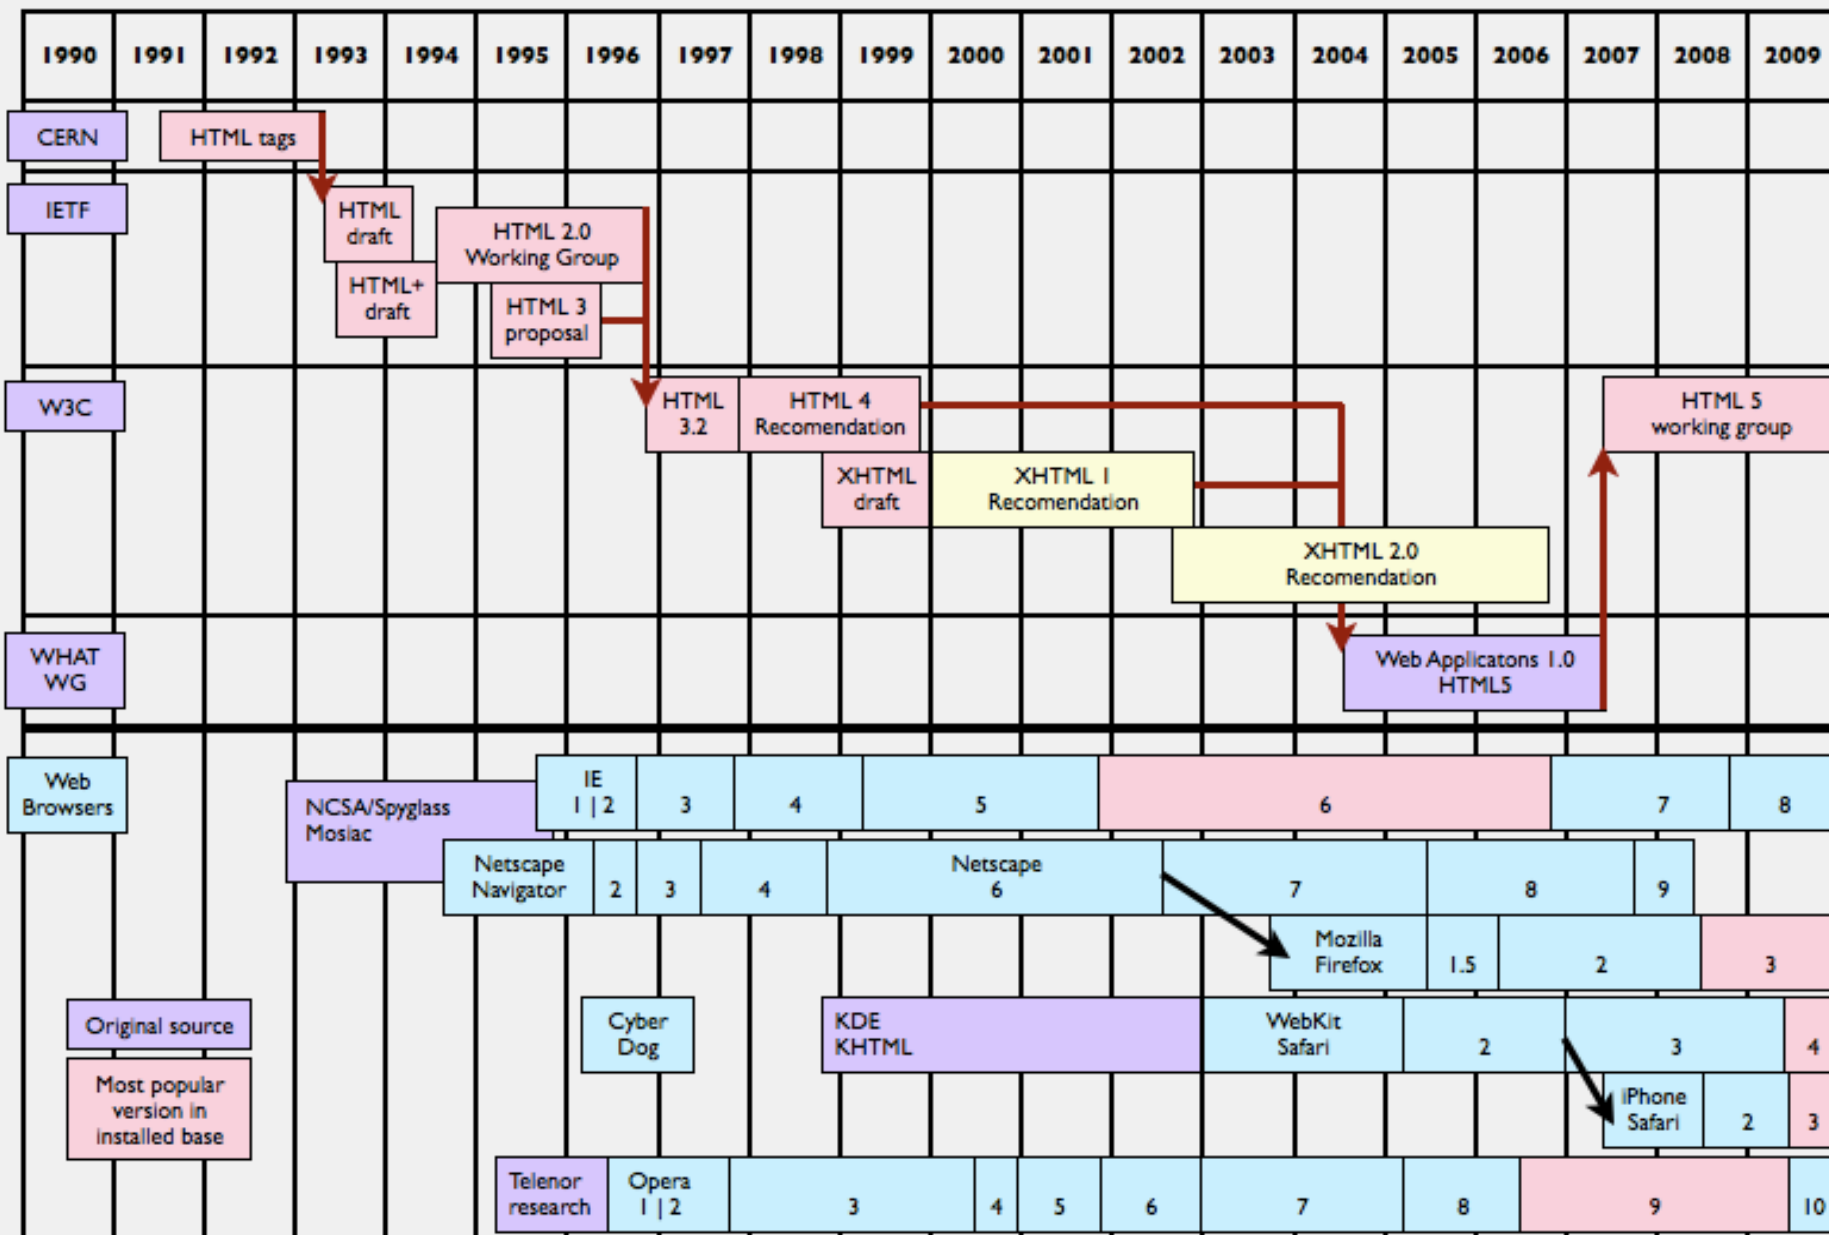 1990 1991 1992 1993 1994 1995 1996 1997 1998 1999 2000 2001 2002 2003 2004 2005 2006 2007 2008 2009
CERN
HTML tags
IETF
HTML
draft
HTML 2.0
Working Group
HTML+
draft
HTML 3
proposal
W3C
HTML
3.2
HTML 4
Recomendation
HTML 5
working group
XHTML
draft
XHTML 1
Recomendation
XHTML 2.0
Recomendation
WHAT
WG
Web Applicatons 1.0
HTML5
Web
Browsers
NCSA/Spyglass
Mosiac
IE
1 | 2
3
4
5
6
7
8
Netscape
Navigator
2
3
4
Netscape
6
7
8
9
Mozilla
Firefox
1.5
2
3
Original source
Most popular
version in
installed base
Cyber
Dog
KDE
KHTML
WebKit
Safari
2
3
4
iPhone
Safari
2
3
Telenor
research
Opera
1 | 2
3
4
5
6
7
8
9
10